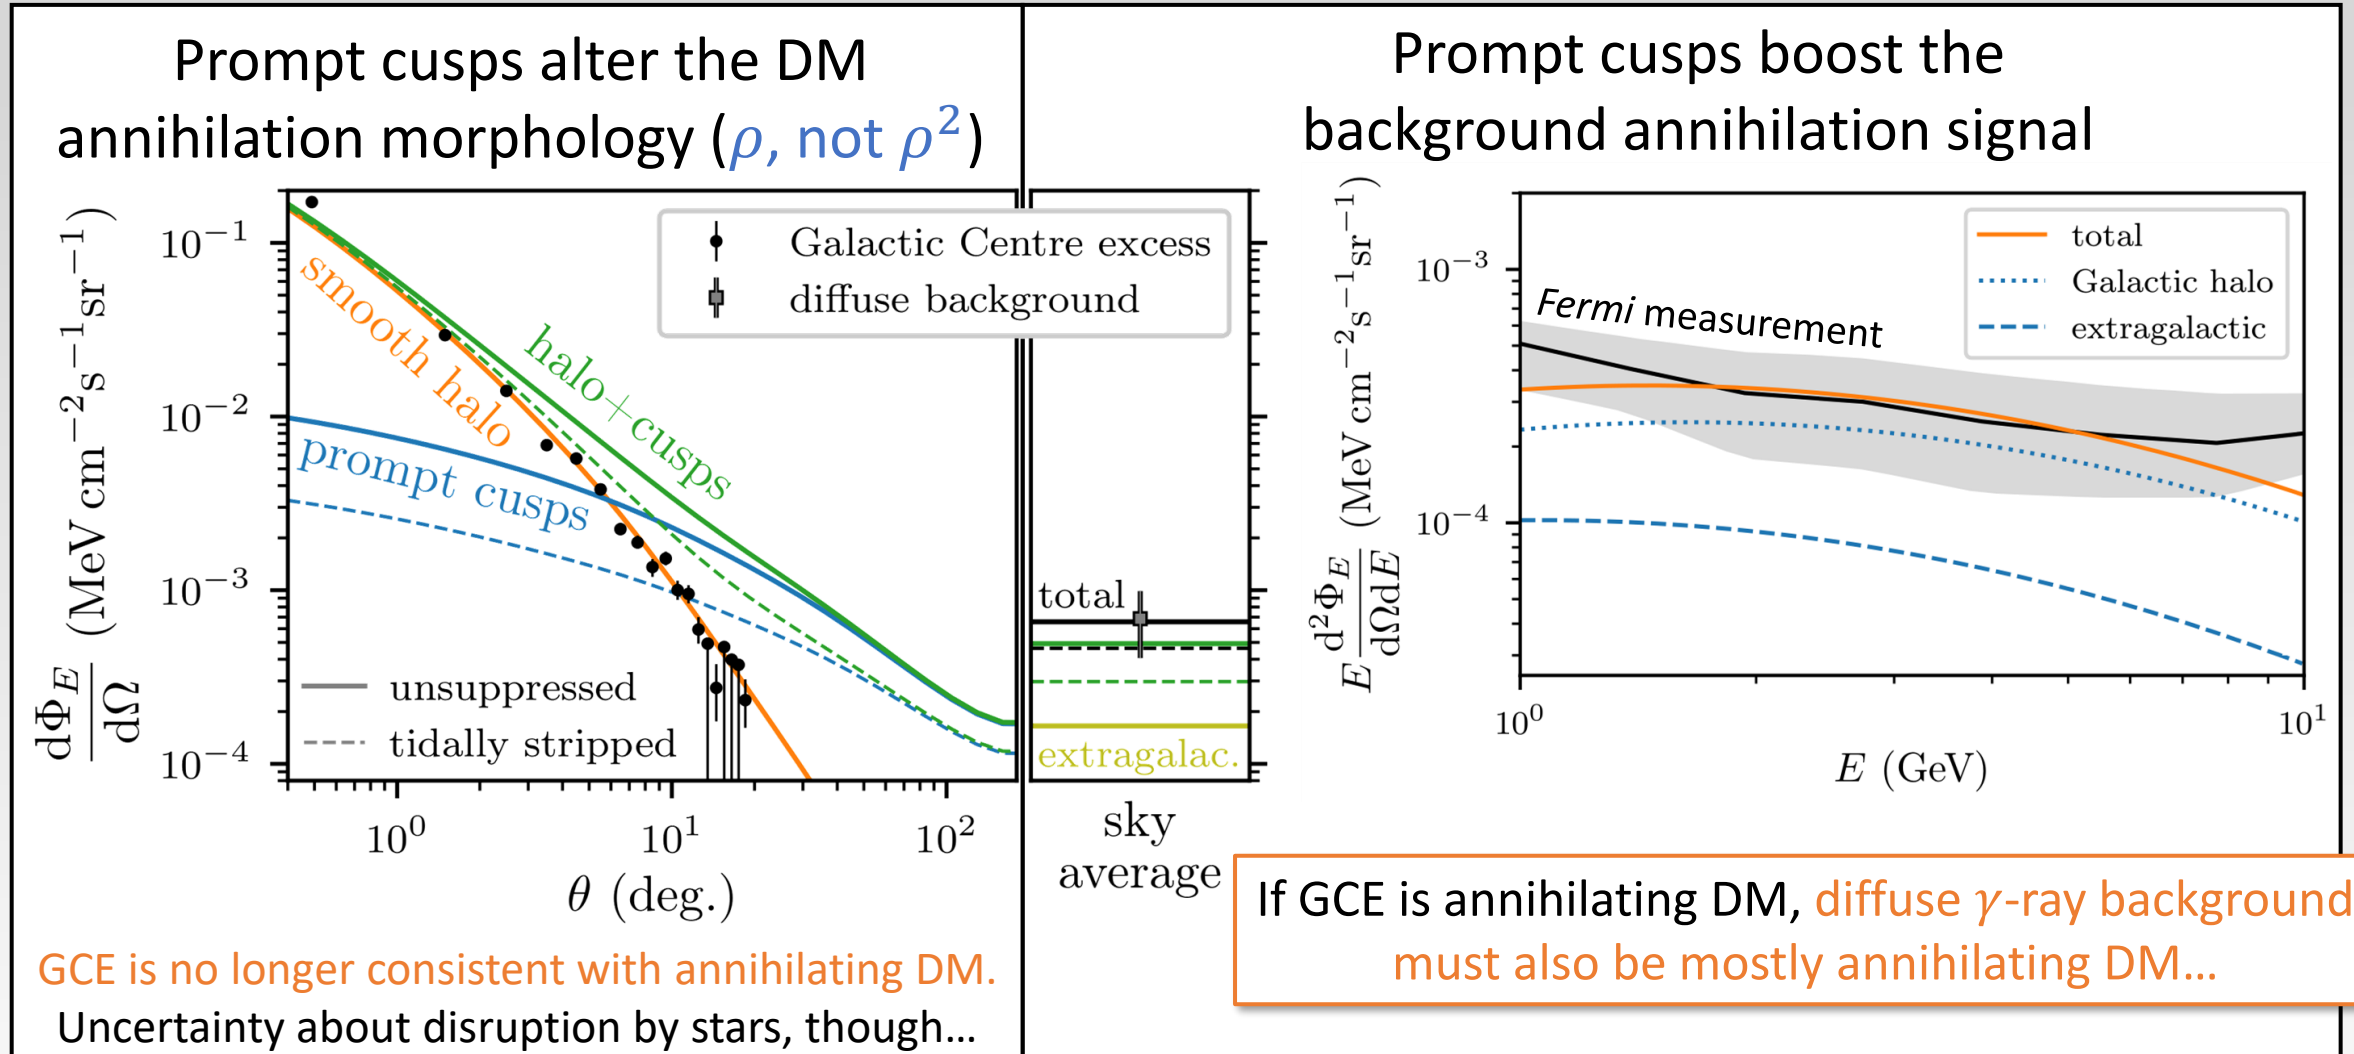 Prompt cusps alter the DM
annihilation morphology (ρ, not ρ²)
dΦ_E/dΩ (MeV cm⁻²s⁻¹sr⁻¹)
10⁻¹
10⁻²
10⁻³
10⁻⁴
smooth halo
halo+cusps
prompt cusps
unsuppressed
tidally stripped
10⁰
10¹
10²
θ (deg.)
Galactic Centre excess
diffuse background
total
extragalac.
sky
average
GCE is no longer consistent with annihilating DM.
Uncertainty about disruption by stars, though...
Prompt cusps boost the
background annihilation signal
E d²Φ_E/dΩdE (MeV cm⁻²s⁻¹sr⁻¹)
10⁻³
10⁻⁴
Fermi measurement
total
Galactic halo
extragalactic
10⁰
10¹
E (GeV)
If GCE is annihilating DM, diffuse γ-ray background
must also be mostly annihilating DM...